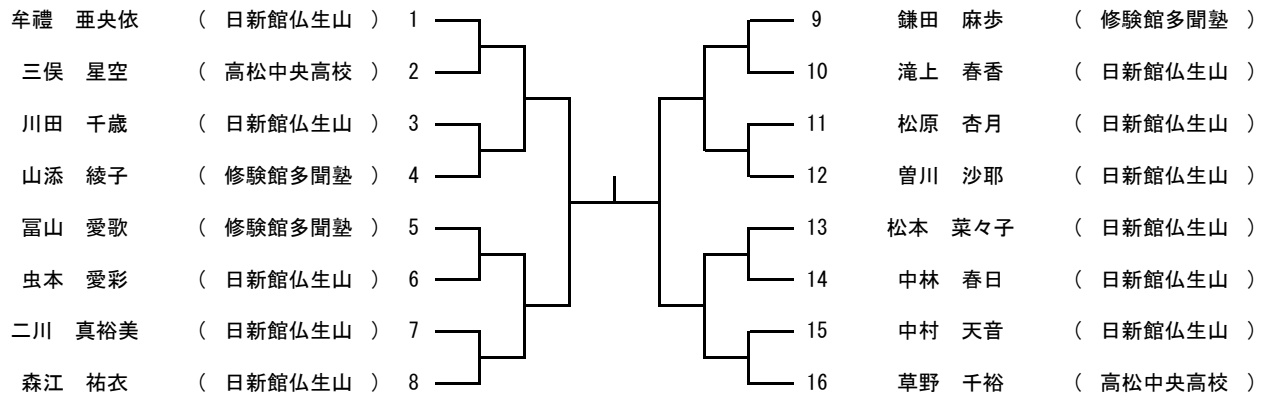 牟禮　亜央依　（　日新館仏生山　）　1　9　鎌田　麻歩　（　修験館多聞塾　）
三俣　星空　（　高松中央高校　）　2　10　滝上　春香　（　日新館仏生山　）
川田　千歳　（　日新館仏生山　）　3　11　松原　杏月　（　日新館仏生山　）
山添　綾子　（　修験館多聞塾　）　4　12　曽川　沙耶　（　日新館仏生山　）
冨山　愛歌　（　修験館多聞塾　）　5　13　松本　菜々子　（　日新館仏生山　）
虫本　愛彩　（　日新館仏生山　）　6　14　中林　春日　（　日新館仏生山　）
二川　真裕美　（　日新館仏生山　）　7　15　中村　天音　（　日新館仏生山　）
森江　祐衣　（　日新館仏生山　）　8　16　草野　千裕　（　高松中央高校　）